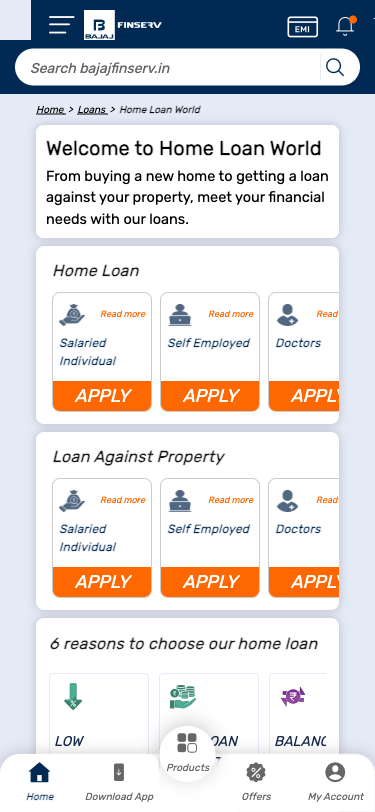 B
BAJAJ FINSERV
EMI
Search bajajfinserv.in
Home > Loans > Home Loan World
Welcome to Home Loan World
From buying a new home to getting a loan
against your property, meet your financial
needs with our loans.
Home Loan
Read more Read more Read
Salaried Individual
Self Employed
Doctors
APPLY APPLY APPLY
Loan Against Property
Read more Read more Read
Salaried Individual
Self Employed
Doctors
APPLY APPLY APPLY
6 reasons to choose our home loan
LOW
OAN
BALANC
Home
Download App
Products
Offers
My Account